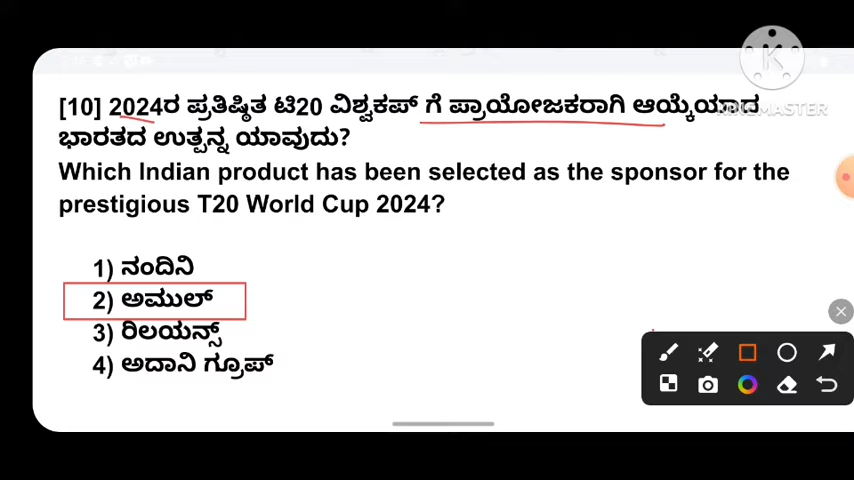 KINEMASTER
[10] 2024ರ ಪ್ರತಿಷ್ಠಿತ ಟಿ20 ವಿಶ್ವಕಪ್ ಗೆ ಪ್ರಾಯೋಜಕರಾಗಿ ಆಯ್ಕೆಯಾದ
ಭಾರತದ ಉತ್ಪನ್ನ ಯಾವುದು?
Which Indian product has been selected as the sponsor for the
prestigious T20 World Cup 2024?
1) ನಂದಿನಿ
2) ಅಮುಲ್
3) ರಿಲಯನ್ಸ್
4) ಅದಾನಿ ಗ್ರೂಪ್